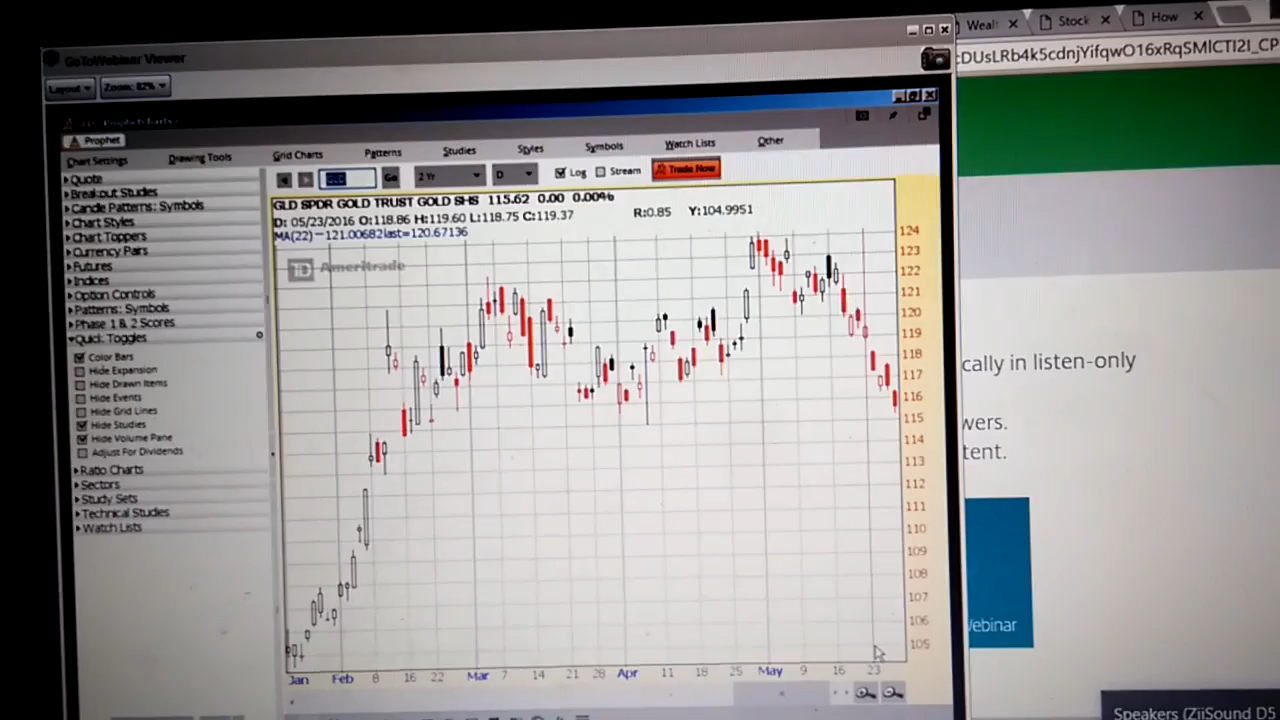 Wealt
Stock
How
:DUsLRb4k5cdnjYifqwO16xRqSMlCTI2I_CP
GoToWebinar Viewer
Layout
Zoom: 82%
Prophet
Chart Settings
Drawing Tools
Grid Charts
Patterns
Studies
Styles
Symbols
Watch Lists
Other
Go
2 Yr
D
Log
Stream
Trade Now
Quote
Breakout Studies
Candle Patterns: Symbols
Chart Styles
Chart Toppers
Currency Pairs
Futures
Indices
Option Controls
Patterns: Symbols
Phase 1 & 2 Scores
Quick Toggles
Color Bars
Hide Expansion
Hide Drawn Items
Hide Events
Hide Grid Lines
Hide Studies
Hide Volume Pane
Adjust For Dividends
Ratio Charts
Sectors
Study Sets
Technical Studies
Watch Lists
GLD SPDR GOLD TRUST GOLD SHS 115.62 0.00 0.00%
D: 05/23/2016 O:118.86 H:119.60 L:118.75 C:119.37 R:0.85 Y:104.9951
MA(22) -121.00682last=120.67136
TD Ameritrade
124
123
122
121
120
119
118
117
116
115
114
113
112
111
110
109
108
107
106
105
Jan Feb 8 16 22 Mar 7 14 21 28 Apr 11 18 25 May 9 16 23
cally in listen-only
wers.
tent.
Webinar
Speakers (ZiiSound D5